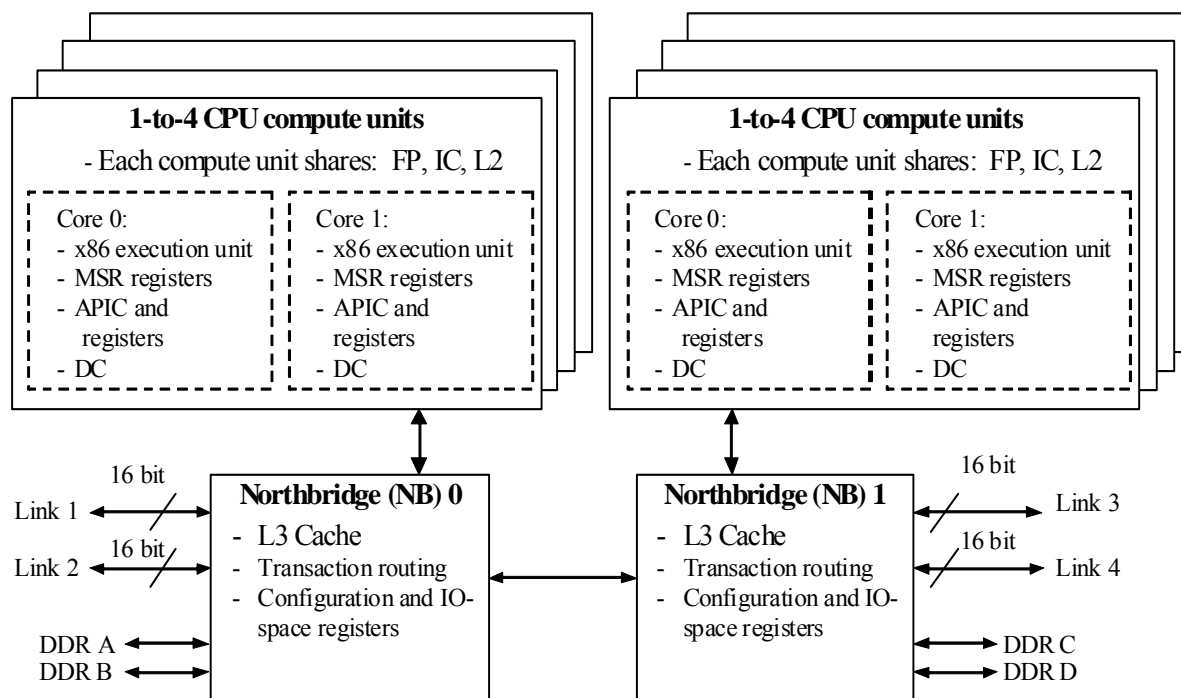 1-to-4 CPU compute units
- Each compute unit shares: FP, IC, L2
Core 0:
- x86 execution unit
- MSR registers
- APIC and
registers
- DC
Core 1:
- x86 execution unit
- MSR registers
- APIC and
registers
- DC
1-to-4 CPU compute units
- Each compute unit shares: FP, IC, L2
Core 0:
- x86 execution unit
- MSR registers
- APIC and
registers
- DC
Core 1:
- x86 execution unit
- MSR registers
- APIC and
registers
- DC
16 bit
Link 1
16 bit
Link 2
DDR A
DDR B
Northbridge (NB) 0
- L3 Cache
- Transaction routing
- Configuration and IO-
space registers
Northbridge (NB) 1
- L3 Cache
- Transaction routing
- Configuration and IO-
space registers
16 bit
Link 3
16 bit
Link 4
DDR C
DDR D